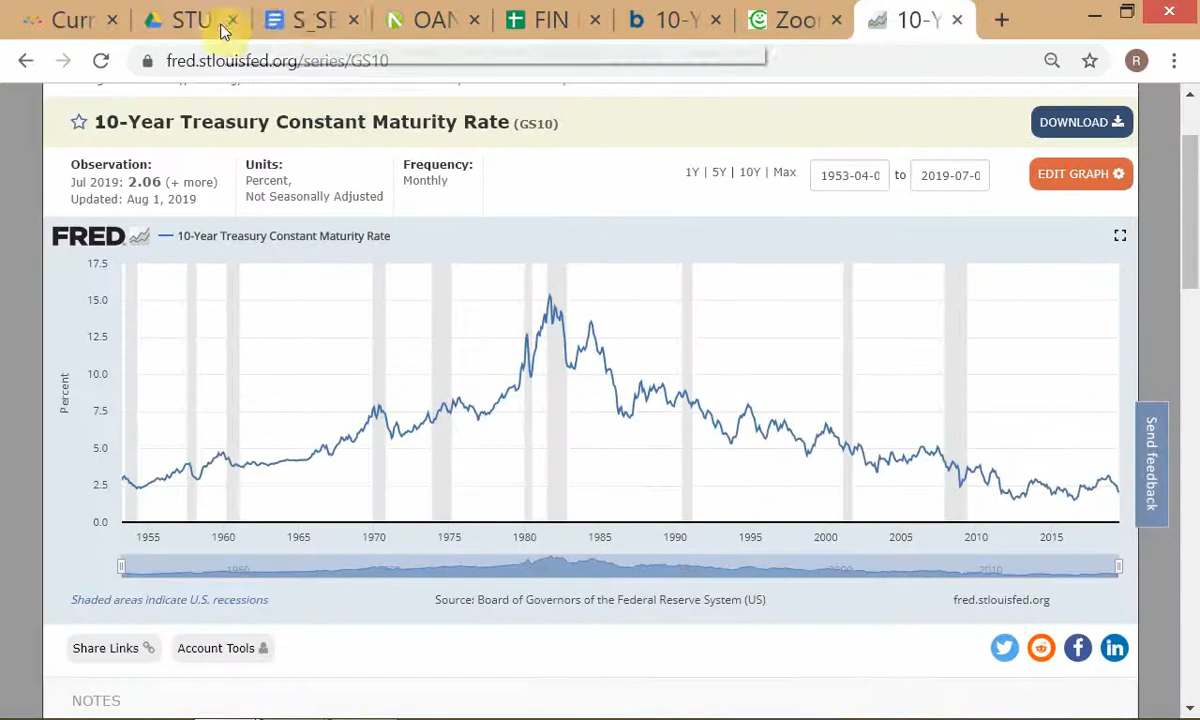 Curr
STU
S_SE
OAN
FIN
10-Y
Zoor
10-Y
fred.stlouisfed.org/series/GS10
R
10-Year Treasury Constant Maturity Rate (GS10)
DOWNLOAD
Observation:
Jul 2019: 2.06 (+ more)
Updated: Aug 1, 2019
Units:
Percent,
Not Seasonally Adjusted
Frequency:
Monthly
1Y | 5Y | 10Y | Max
1953-04-0
to
2019-07-0
EDIT GRAPH
FRED
10-Year Treasury Constant Maturity Rate
17.5
15.0
12.5
10.0
7.5
5.0
2.5
0.0
Percent
1955
1960
1965
1970
1975
1980
1985
1990
1995
2000
2005
2010
2015
2010
Shaded areas indicate U.S. recessions
Source: Board of Governors of the Federal Reserve System (US)
fred.stlouisfed.org
Share Links
Account Tools
NOTES
Send feedback